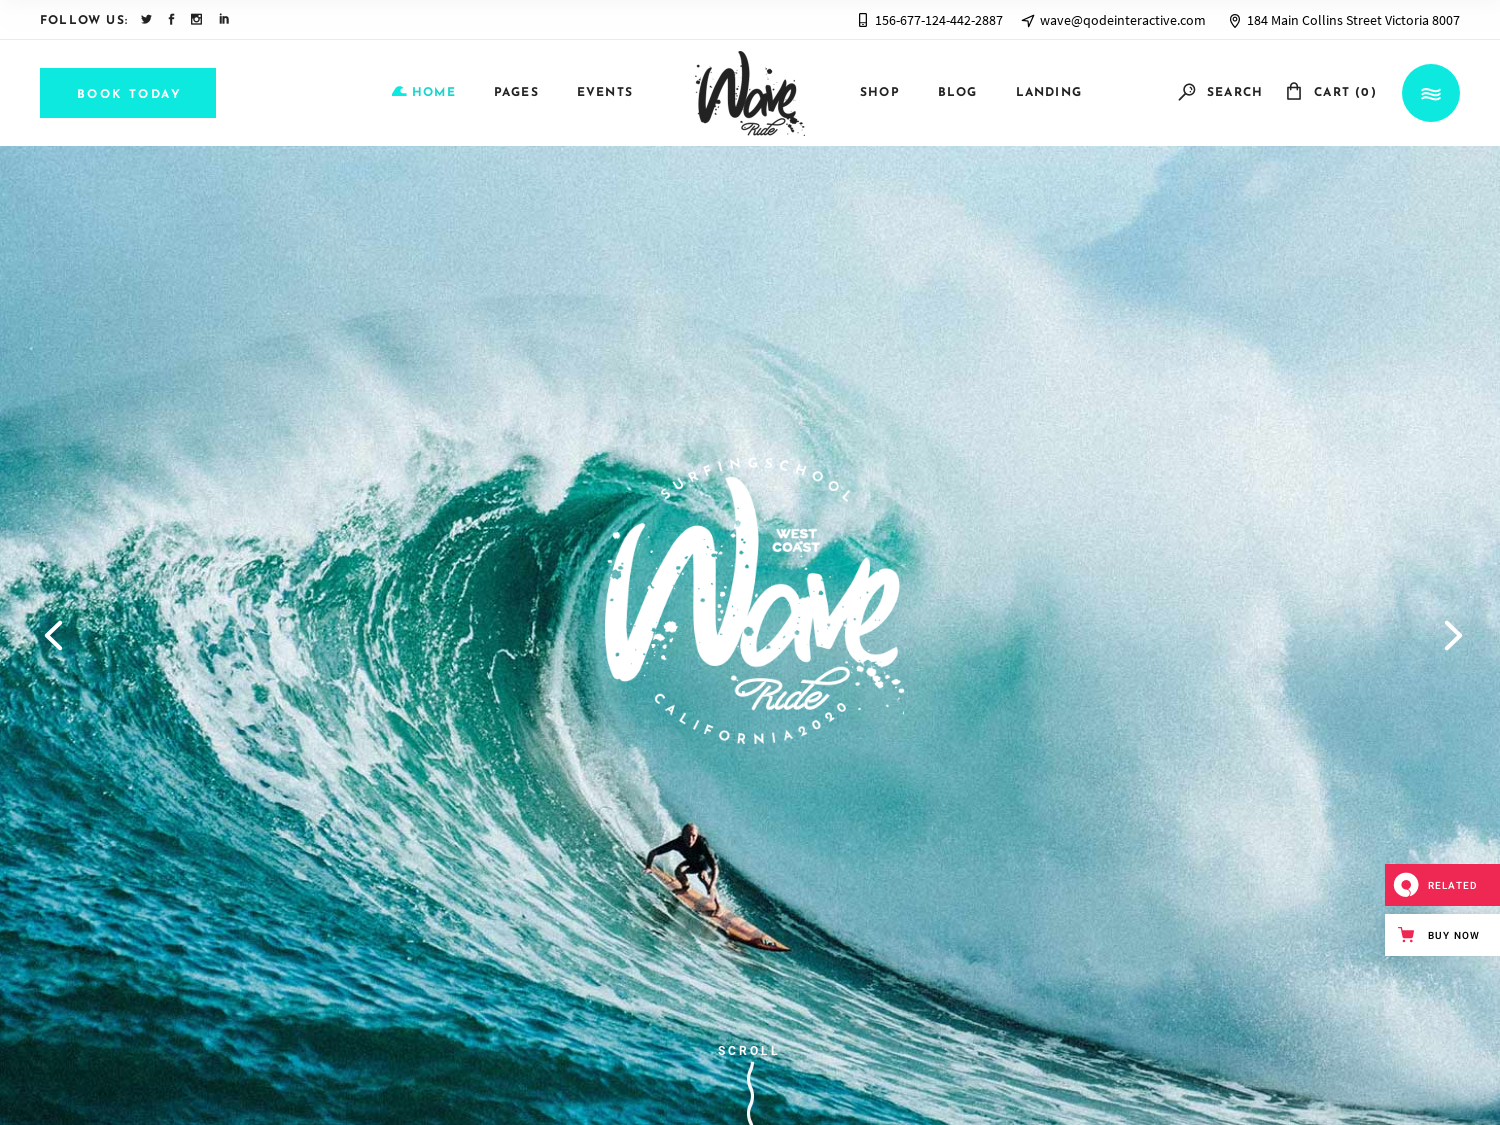 FOLLOW US:
156-677-124-442-2887
wave@qodeinteractive.com
184 Main Collins Street Victoria 8007
BOOK TODAY
HOME
PAGES
EVENTS
Wave
Ride
SHOP
BLOG
LANDING
SEARCH
CART (0)
SURFINGSCHOOL
WEST
COAST
Wave
Ride
CALIFORNIA2020
RELATED
BUY NOW
SCROLL